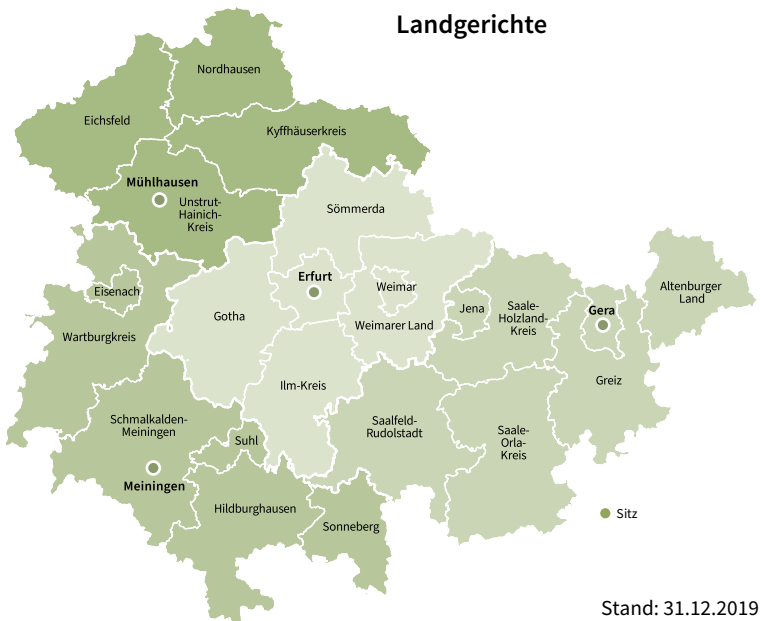 Landgerichte
Nordhausen
Eichsfeld
Kyffhäuserkreis
Mühlhausen
Unstrut-
Hainich-
Kreis
Sömmerda
Erfurt
Eisenach
Weimar
Altenburger
Land
Gotha
Jena
Saale-
Holzland-
Kreis
Gera
Weimarer Land
Wartburgkreis
Ilm-Kreis
Greiz
Schmalkalden-
Meiningen
Saalfeld-
Rudolstadt
Suhl
Saale-
Orla-
Kreis
Meiningen
Hildburghausen
Sonneberg
Sitz
Stand: 31.12.2019